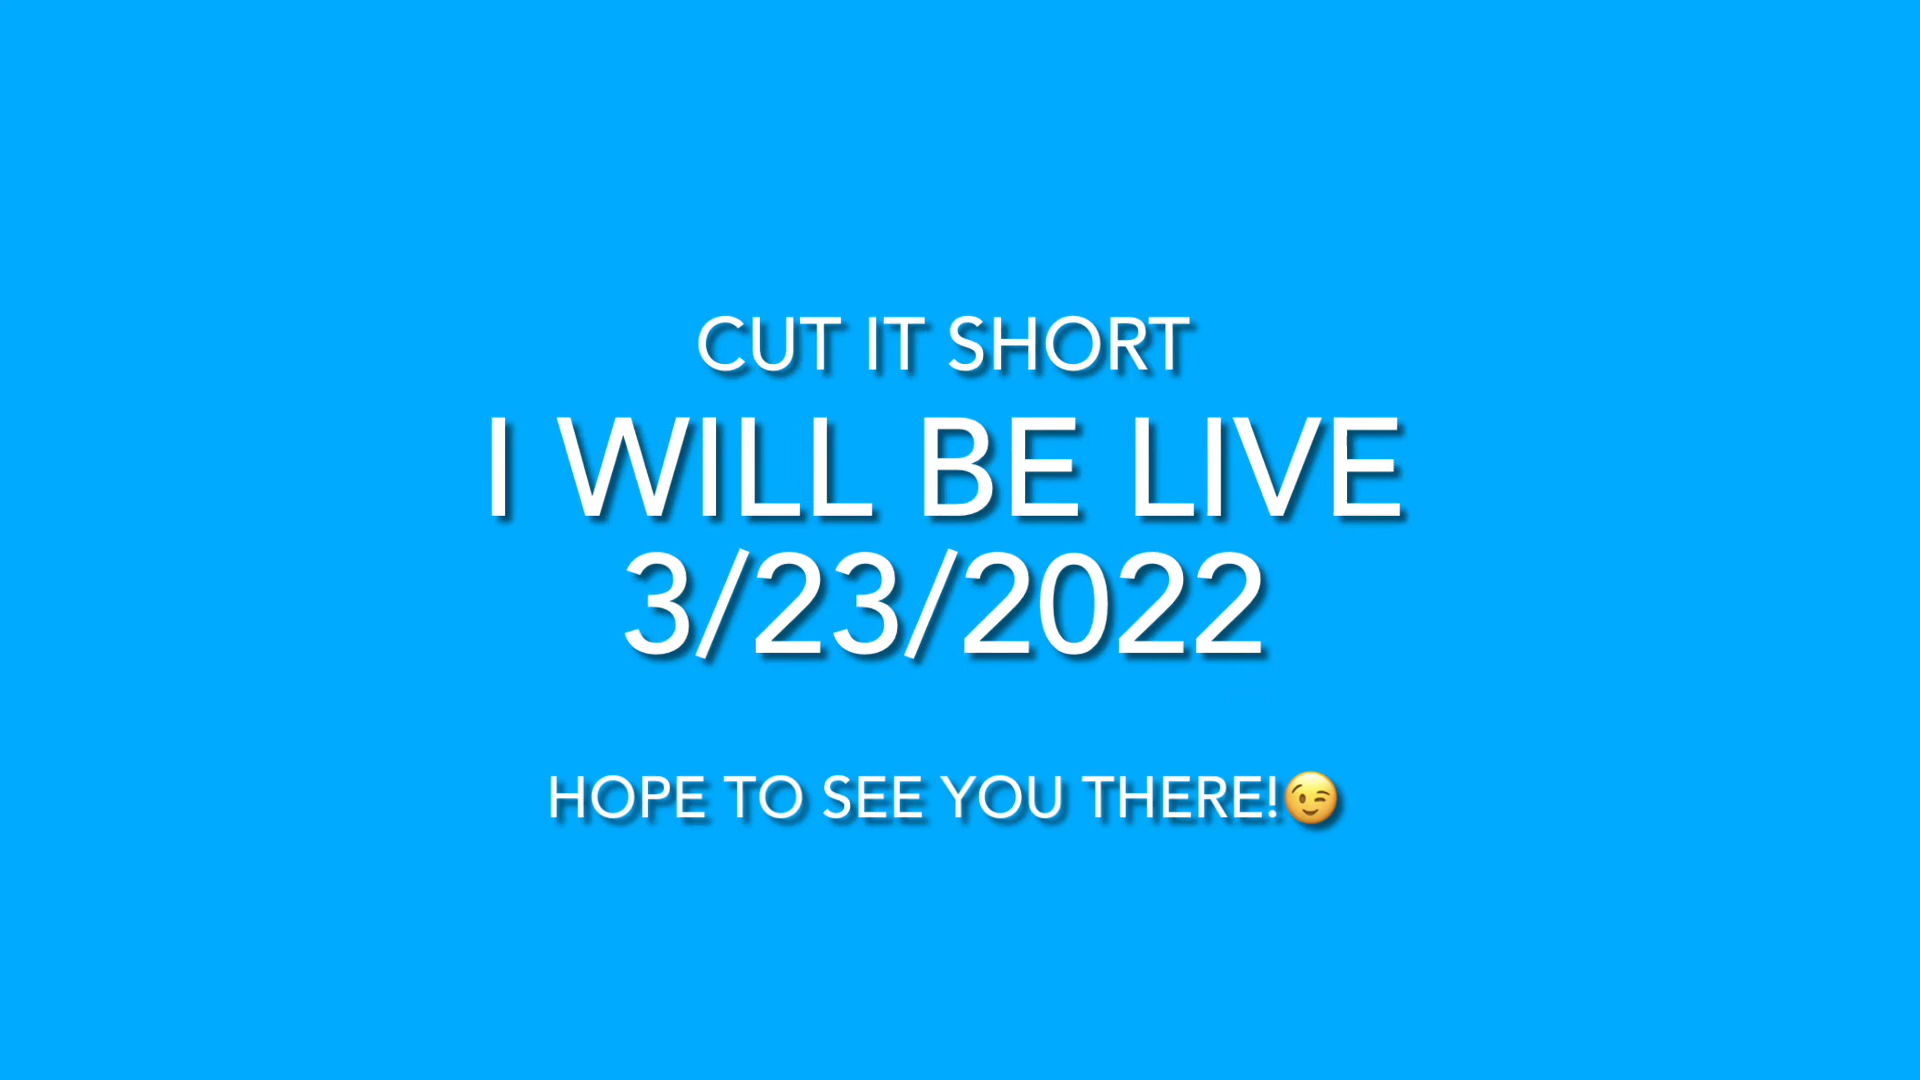 CUT IT SHORT
I WILL BE LIVE
3/23/2022
HOPE TO SEE YOU THERE!😉